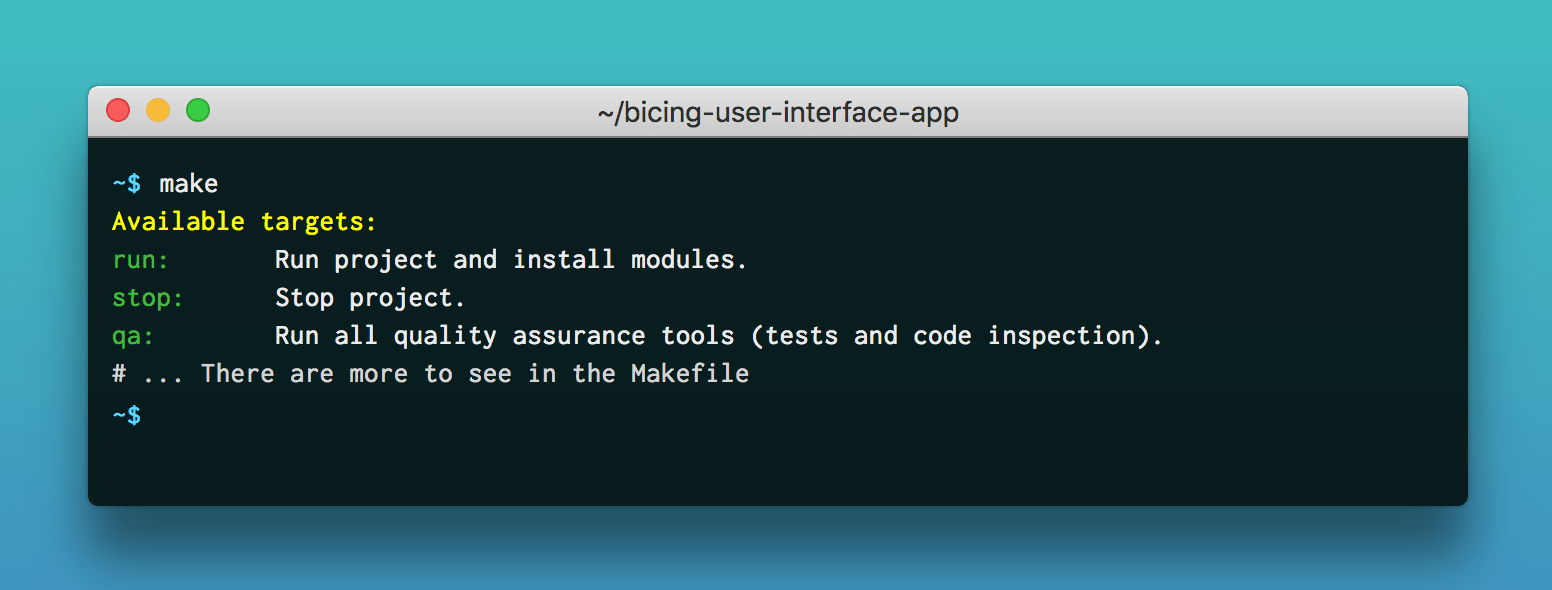 ~/bicing-user-interface-app
~$ make
Available targets:
run: Run project and install modules.
stop: Stop project.
qa: Run all quality assurance tools (tests and code inspection).
# ... There are more to see in the Makefile
~$